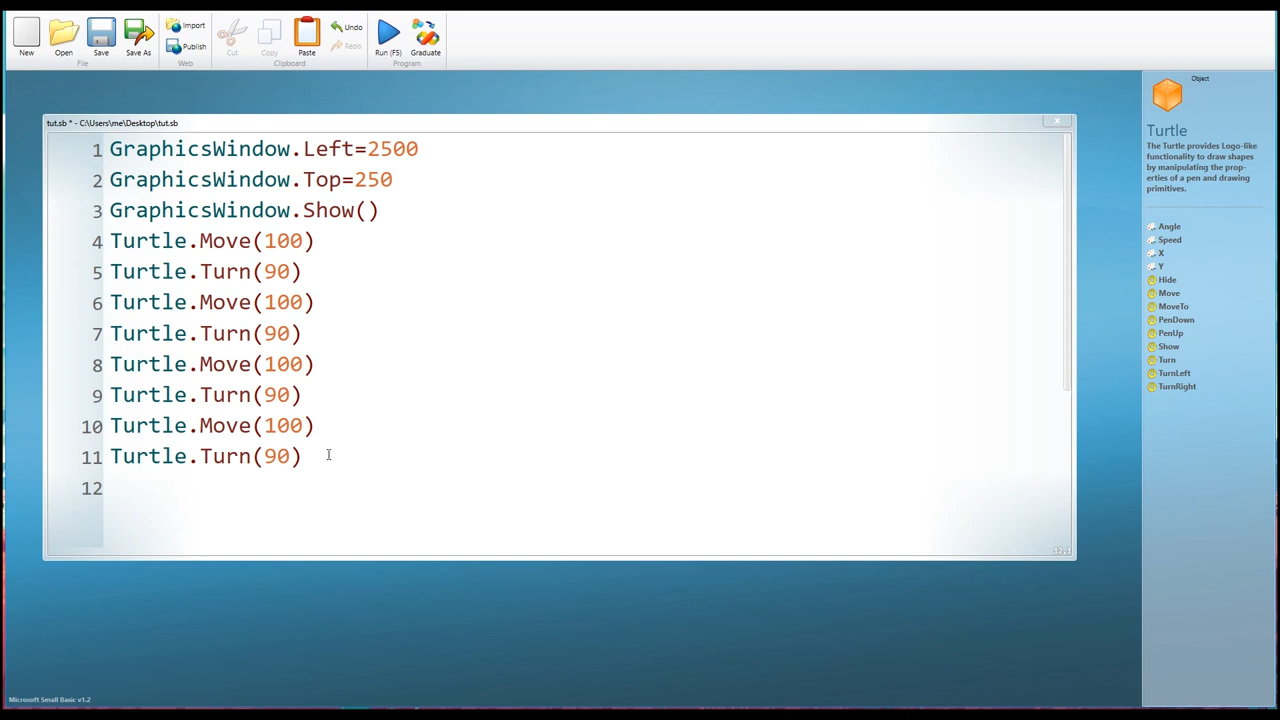 New
Open
Save
Save As
Import
Publish
Cut
Copy
Paste
Undo
Redo
Run (F5)
Graduate
File
Web
Clipboard
Program
tut.sb * - C:\Users\me\Desktop\tut.sb
x
1 GraphicsWindow.Left=2500
2 GraphicsWindow.Top=250
3 GraphicsWindow.Show()
4 Turtle.Move(100)
5 Turtle.Turn(90)
6 Turtle.Move(100)
7 Turtle.Turn(90)
8 Turtle.Move(100)
9 Turtle.Turn(90)
10 Turtle.Move(100)
11 Turtle.Turn(90)
12
12,1
Object
Turtle
The Turtle provides Logo-like
functionality to draw shapes
by manipulating the prop-
erties of a pen and drawing
primitives.
Angle
Speed
X
Y
Hide
Move
MoveTo
PenDown
PenUp
Show
Turn
TurnLeft
TurnRight
Microsoft Small Basic v1.2